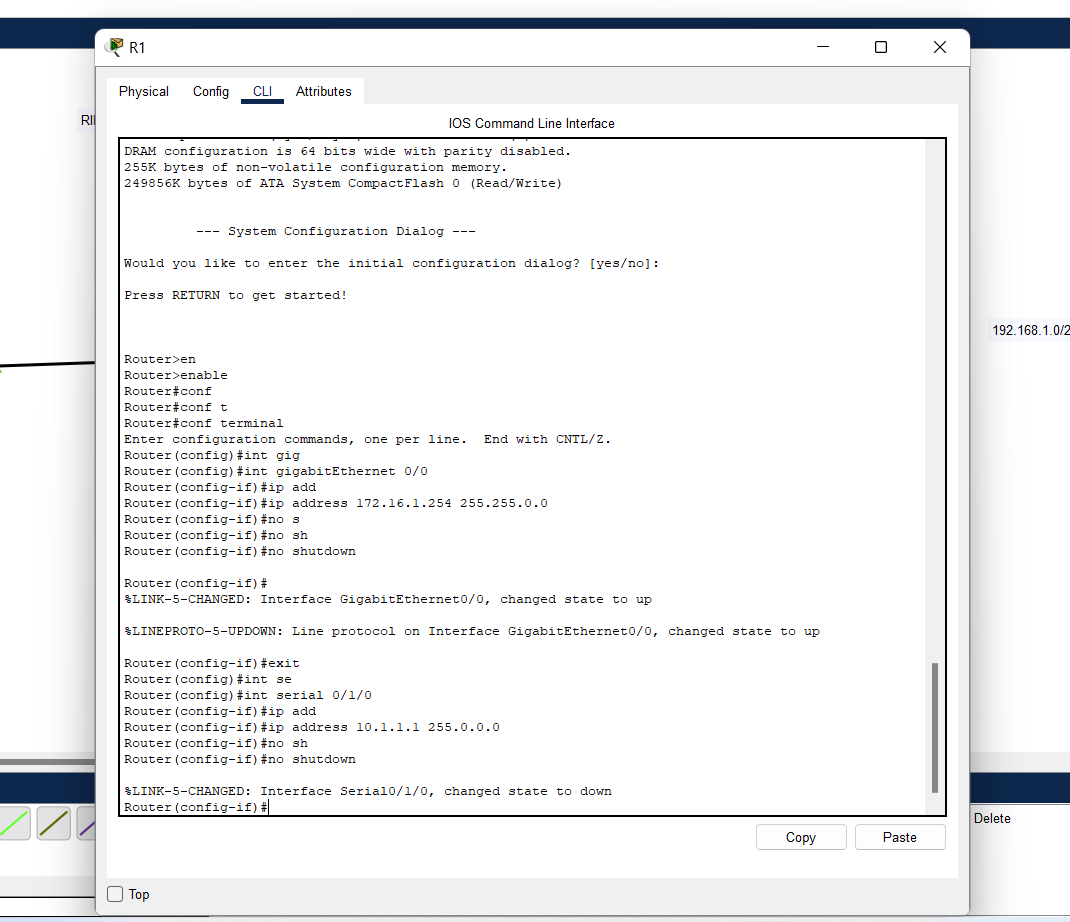 R1
Physical Config CLI Attributes
IOS Command Line Interface
DRAM configuration is 64 bits wide with parity disabled.
255K bytes of non-volatile configuration memory.
249856K bytes of ATA System CompactFlash 0 (Read/Write)
--- System Configuration Dialog ---
Would you like to enter the initial configuration dialog? [yes/no]:
Press RETURN to get started!
Router>en
Router>enable
Router#conf
Router#conf t
Router#conf terminal
Enter configuration commands, one per line.  End with CNTL/Z.
Router(config)#int gig
Router(config)#int gigabitEthernet 0/0
Router(config-if)#ip add
Router(config-if)#ip address 172.16.1.254 255.255.0.0
Router(config-if)#no s
Router(config-if)#no sh
Router(config-if)#no shutdown
Router(config-if)#
%LINK-5-CHANGED: Interface GigabitEthernet0/0, changed state to up
%LINEPROTO-5-UPDOWN: Line protocol on Interface GigabitEthernet0/0, changed state to up
Router(config-if)#exit
Router(config)#int se
Router(config)#int serial 0/1/0
Router(config-if)#ip add
Router(config-if)#ip address 10.1.1.1 255.0.0.0
Router(config-if)#no sh
Router(config-if)#no shutdown
%LINK-5-CHANGED: Interface Serial0/1/0, changed state to down
Router(config-if)#
Copy Paste
Top
192.168.1.0/2
Delete